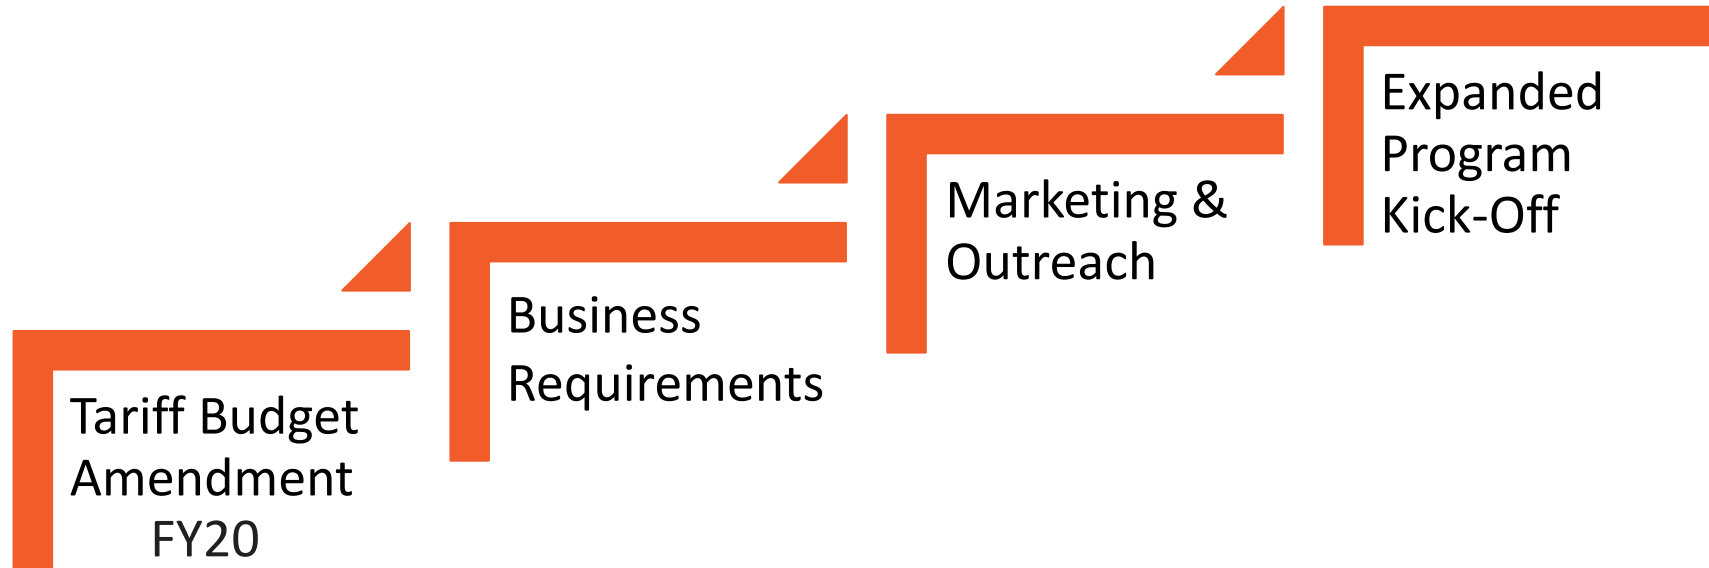 Tariff Budget
Amendment
FY20
Business
Requirements
Marketing &
Outreach
Expanded
Program
Kick-Off